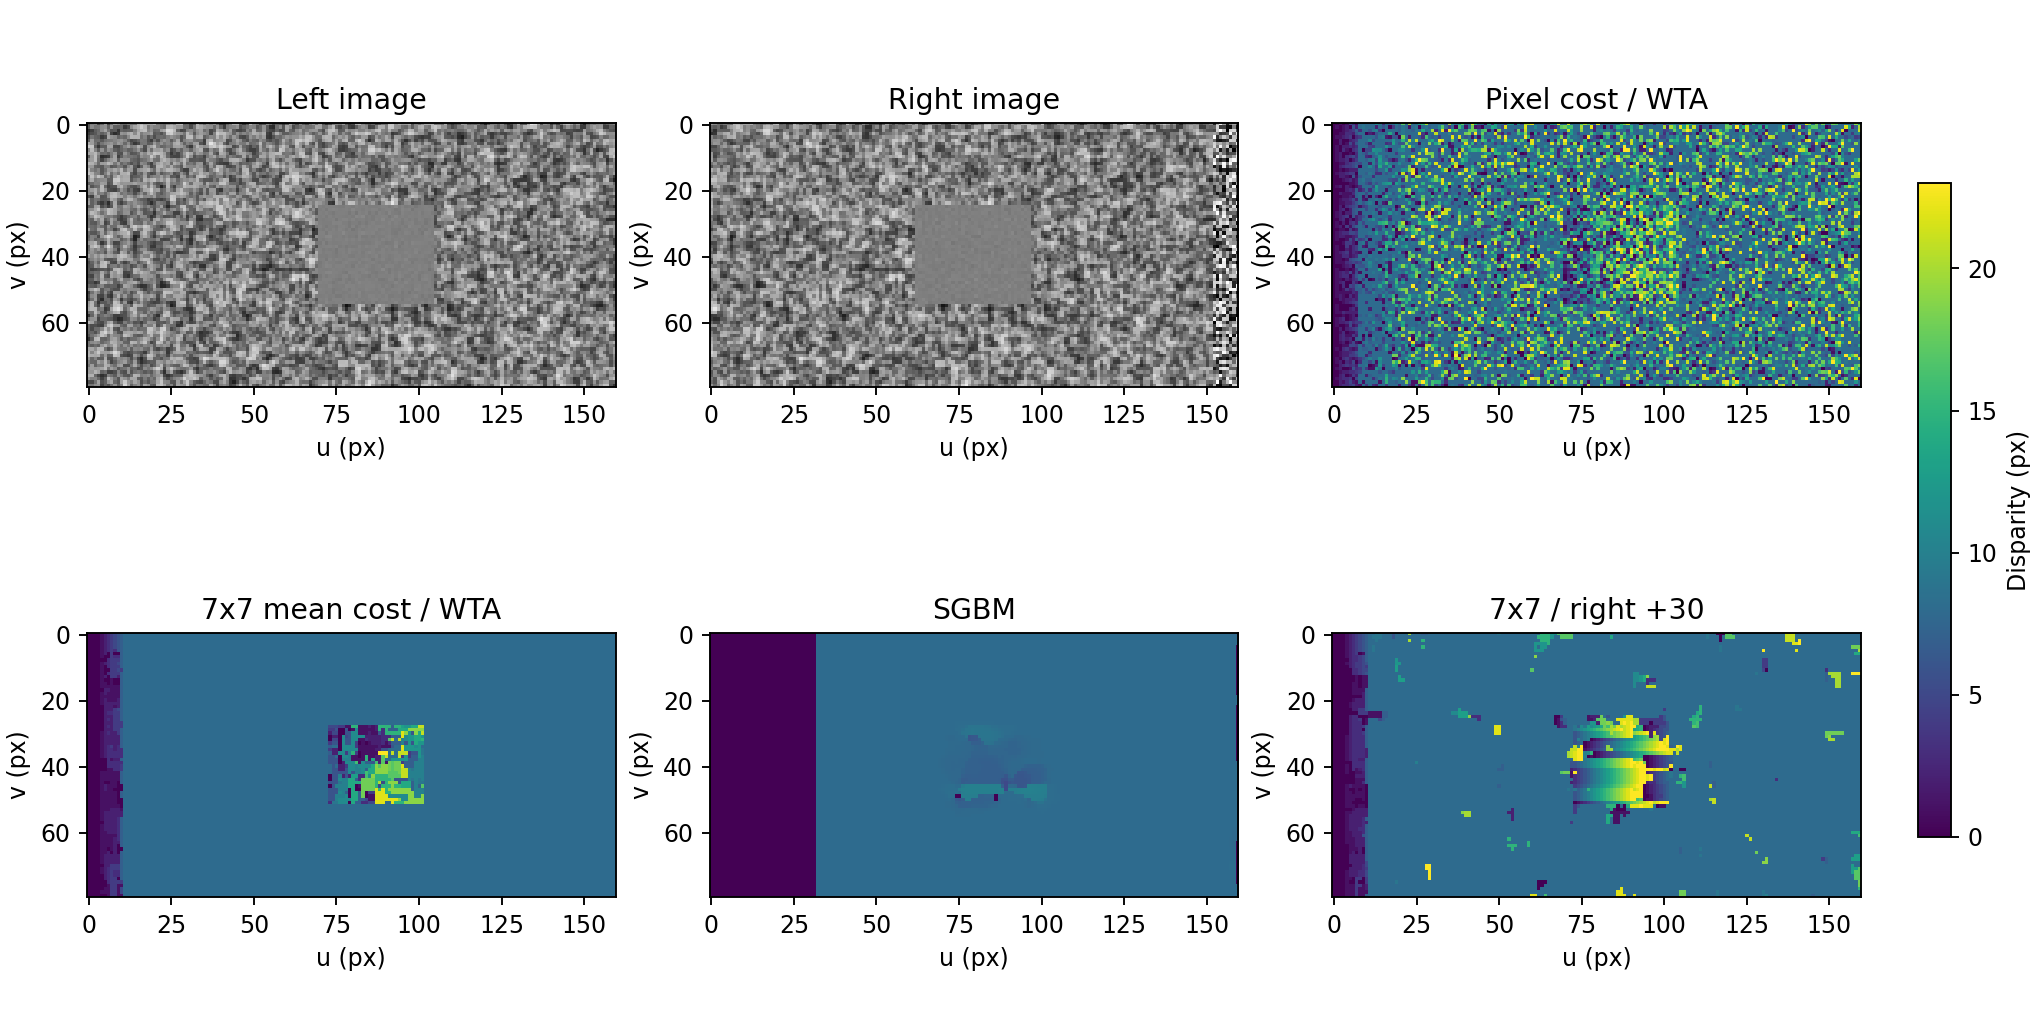 Left image
Right image
Pixel cost / WTA
0
20
40
60
v (px)
0 25 50 75 100 125 150
u (px)
0
20
40
60
v (px)
0 25 50 75 100 125 150
u (px)
0
20
40
60
v (px)
0 25 50 75 100 125 150
u (px)
7x7 mean cost / WTA
SGBM
7x7 / right +30
0
20
40
60
v (px)
0 25 50 75 100 125 150
u (px)
0
20
40
60
v (px)
0 25 50 75 100 125 150
u (px)
0
20
40
60
v (px)
0 25 50 75 100 125 150
u (px)
20
15
10
5
0
Disparity (px)